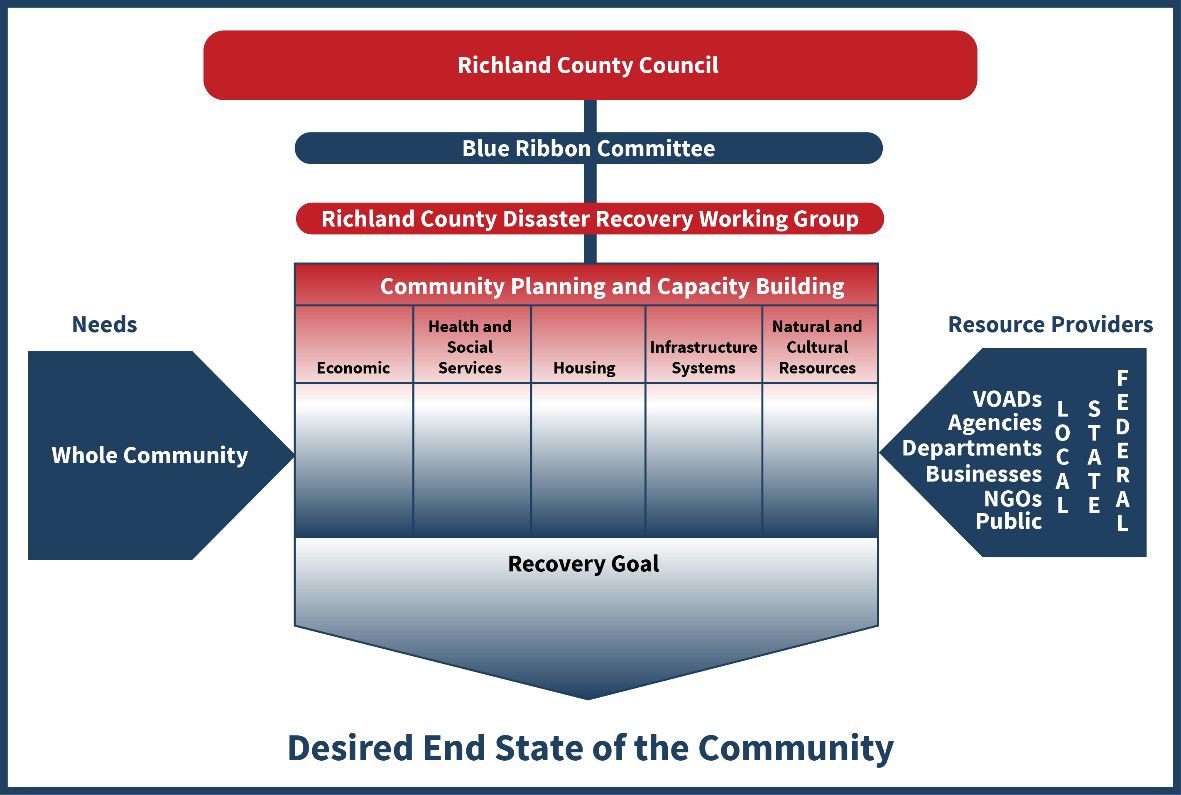 Richland County Council
Blue Ribbon Committee
Richland County Disaster Recovery Working Group
Community Planning and Capacity Building
Needs
Whole Community
Economic
Health and
Social
Services
Housing
Infrastructure
Systems
Natural and
Cultural
Resources
Resource Providers
VOADs
Agencies
Departments
Businesses
NGOs
Public
LOCAL
STATE
FEDERAL
Recovery Goal
Desired End State of the Community